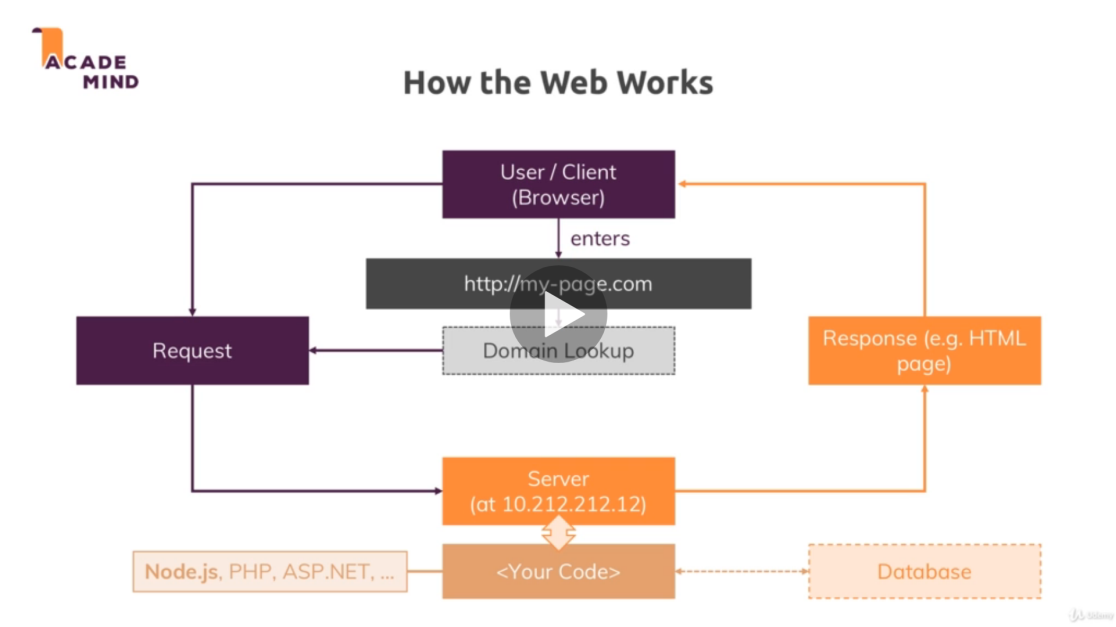 ACADE
MIND
How the Web Works
User / Client
(Browser)
enters
http://my-page.com
Domain Lookup
Request
Response (e.g. HTML
page)
Server
(at 10.212.212.12)
Node.js, PHP, ASP.NET, ...
<Your Code>
Database
Udemy